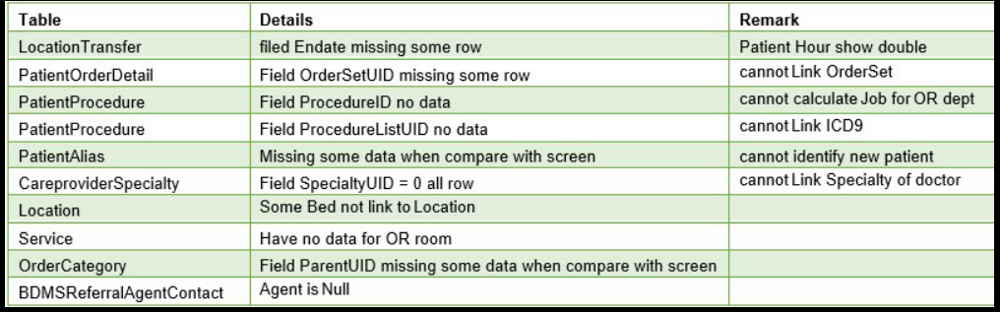 Table Details Remark
LocationTransfer filed Endate missing some row Patient Hour show double
PatientOrderDetail Field OrderSetUID missing some row cannot Link OrderSet
PatientProcedure Field ProcedureID no data cannot calculate Job for OR dept
PatientProcedure Field ProcedureListUID no data cannot Link ICD9
PatientAlias Missing some data when compare with screen cannot identify new patient
CareproviderSpecialty Field SpecialtyUID = 0 all row cannot Link Specialty of doctor
Location Some Bed not link to Location
Service Have no data for OR room
OrderCategory Field ParentUID missing some data when compare with screen
BDMSReferralAgentContact Agent is Null